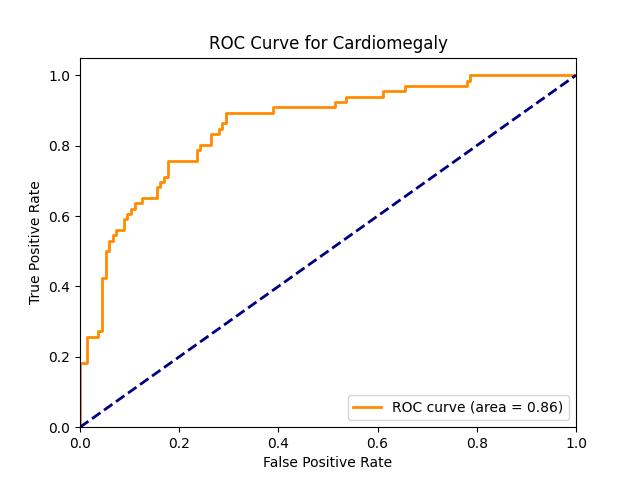 ROC Curve for Cardiomegaly
True Positive Rate
1.0
0.8
0.6
0.4
0.2
0.0
0.0 0.2 0.4 0.6 0.8 1.0
False Positive Rate
ROC curve (area = 0.86)